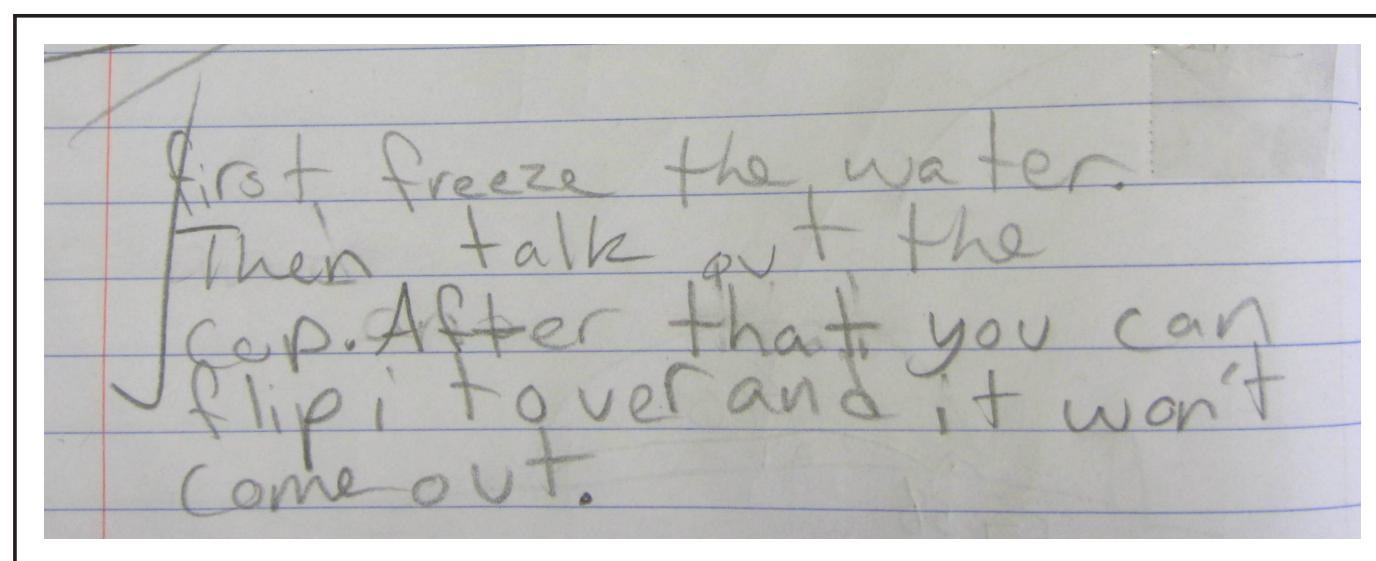 first, freeze the water.
Then talk out the
cup. After that, you can
flip it over and it won't
come out.